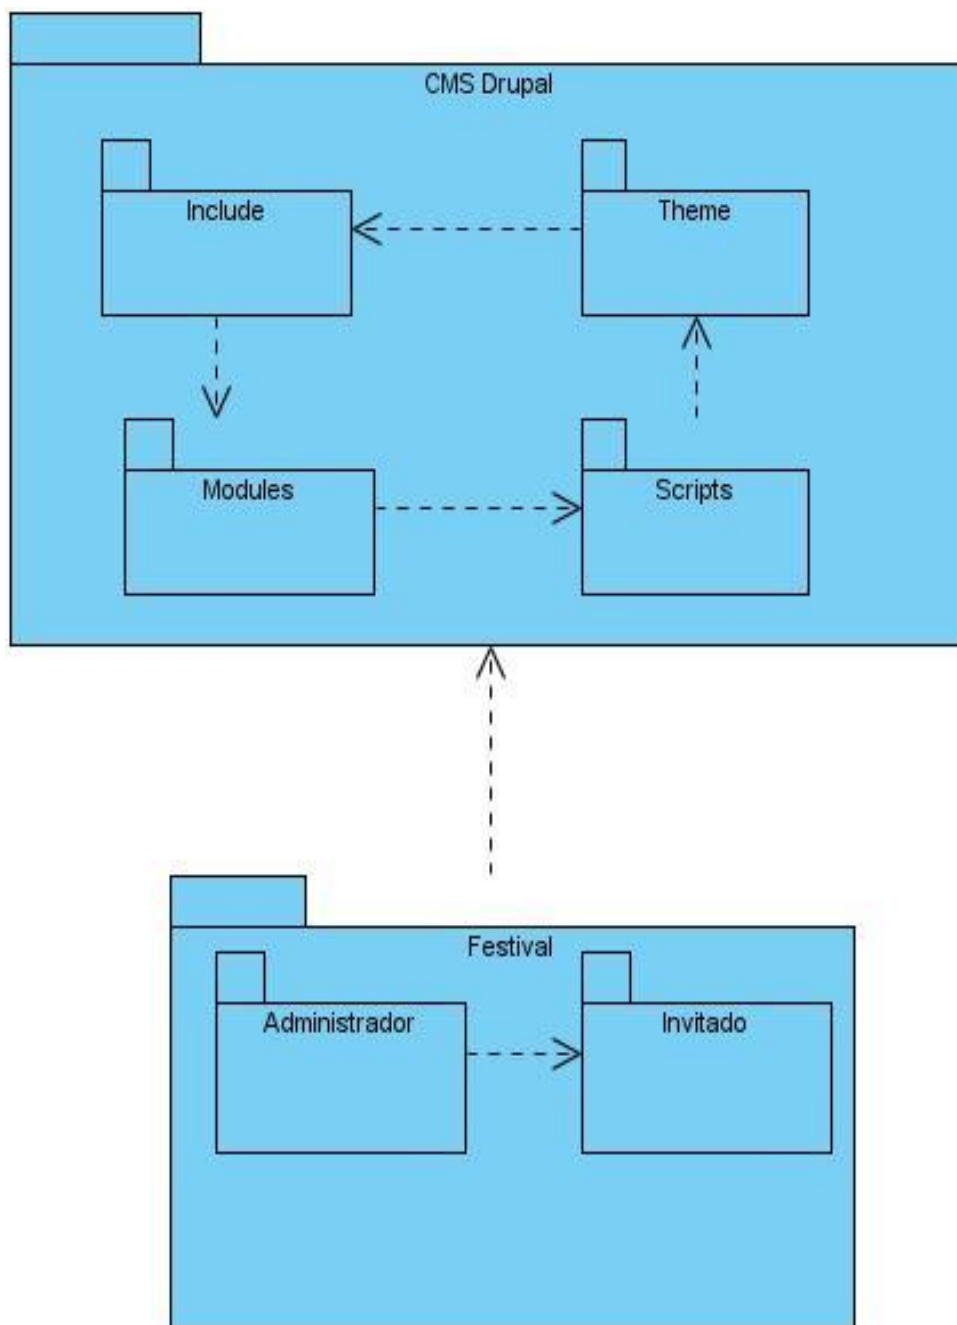 CMS Drupal
Include
Theme
Modules
Scripts
Festival
Administrador
Invitado